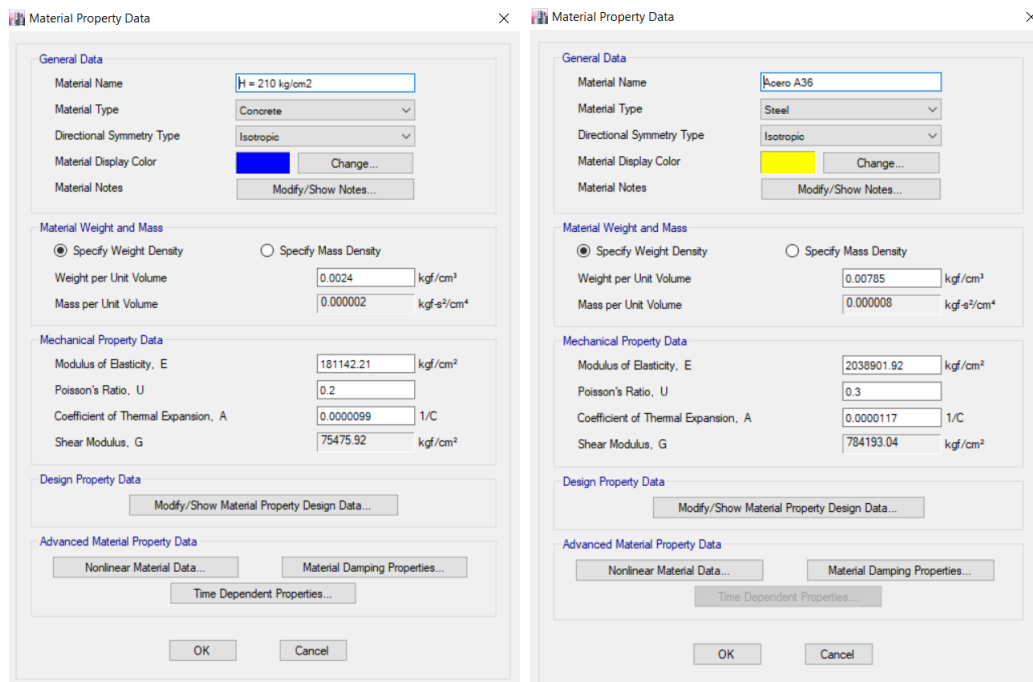 Material Property Data
General Data
Material Name H = 210 kg/cm2
Material Type Concrete
Directional Symmetry Type Isotropic
Material Display Color Change...
Material Notes Modify/Show Notes...
Material Weight and Mass
Specify Weight Density Specify Mass Density
Weight per Unit Volume 0.0024 kgf/cm³
Mass per Unit Volume 0.000002 kgf-s²/cm⁴
Mechanical Property Data
Modulus of Elasticity, E 181142.21 kgf/cm²
Poisson's Ratio, U 0.2
Coefficient of Thermal Expansion, A 0.0000099 1/C
Shear Modulus, G 75475.92 kgf/cm²
Design Property Data
Modify/Show Material Property Design Data...
Advanced Material Property Data
Nonlinear Material Data... Material Damping Properties...
Time Dependent Properties...
OK Cancel
Material Property Data
General Data
Material Name Acero A36
Material Type Steel
Directional Symmetry Type Isotropic
Material Display Color Change...
Material Notes Modify/Show Notes...
Material Weight and Mass
Specify Weight Density Specify Mass Density
Weight per Unit Volume 0.00785 kgf/cm³
Mass per Unit Volume 0.000008 kgf-s²/cm⁴
Mechanical Property Data
Modulus of Elasticity, E 2038901.92 kgf/cm²
Poisson's Ratio, U 0.3
Coefficient of Thermal Expansion, A 0.0000117 1/C
Shear Modulus, G 784193.04 kgf/cm²
Design Property Data
Modify/Show Material Property Design Data...
Advanced Material Property Data
Nonlinear Material Data... Material Damping Properties...
Time Dependent Properties...
OK Cancel